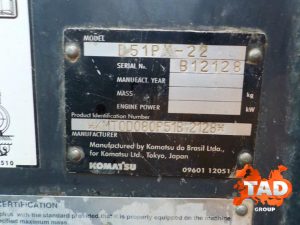 MODEL D51PX-22
SERIAL No. B12128
MANUFACT. YEAR
MASS kg
ENGINE POWER kW
Product Identification Number
MANUFACTURER
Manufactured by Komatsu do Brasil Ltda.
for Komatsu Ltd., Tokyo, Japan
KOMATSU 09601 12051
TAD
GROUP
CERTIFICATION